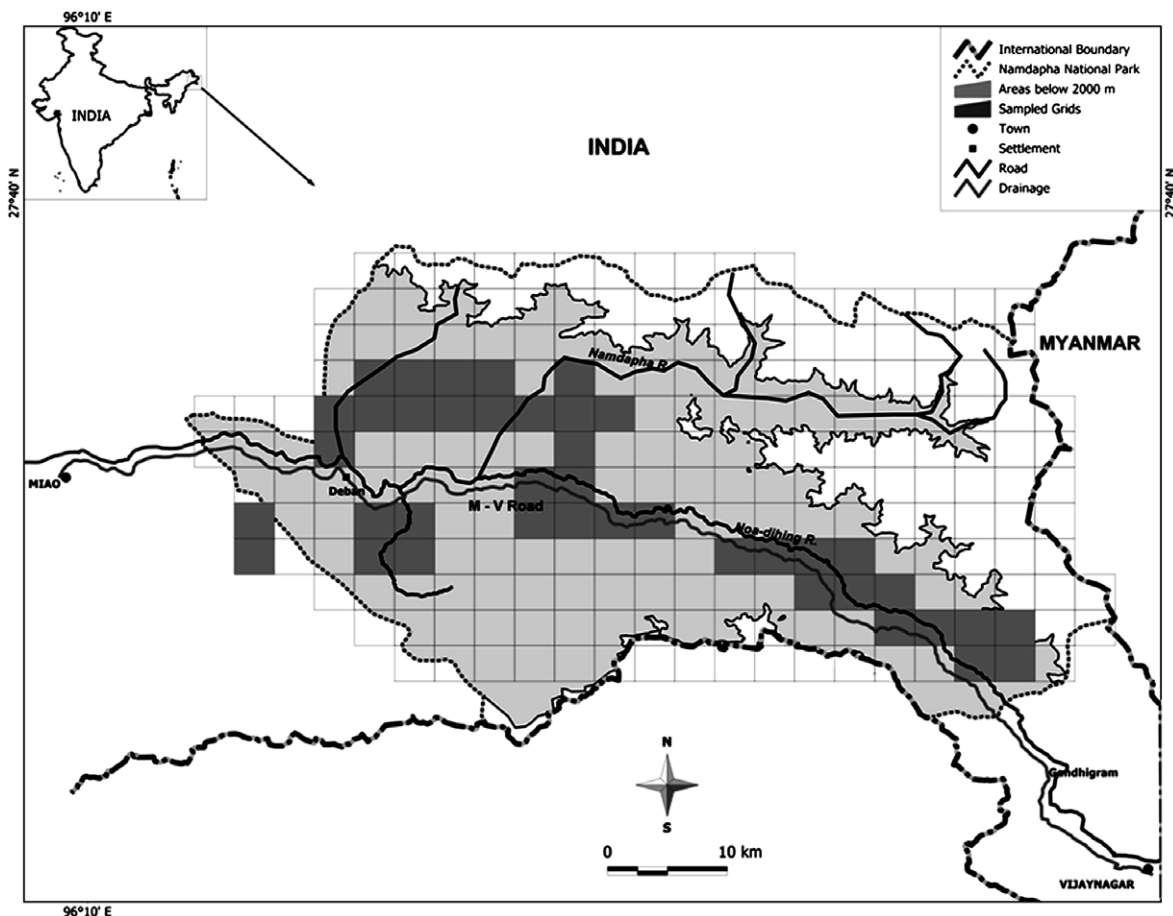 96°10' E
INDIA
International Boundary
Namdapha National Park
Areas below 2000 m
Sampled Grids
Town
Settlement
Road
Drainage
INDIA
27°40' N
27°40' N
MYANMAR
Namdapha R.
MIAO
Deban
M - V Road
Noa-dihing R.
N
S
0 10 km
Gandhigram
VIJAYNAGAR
96°10' E